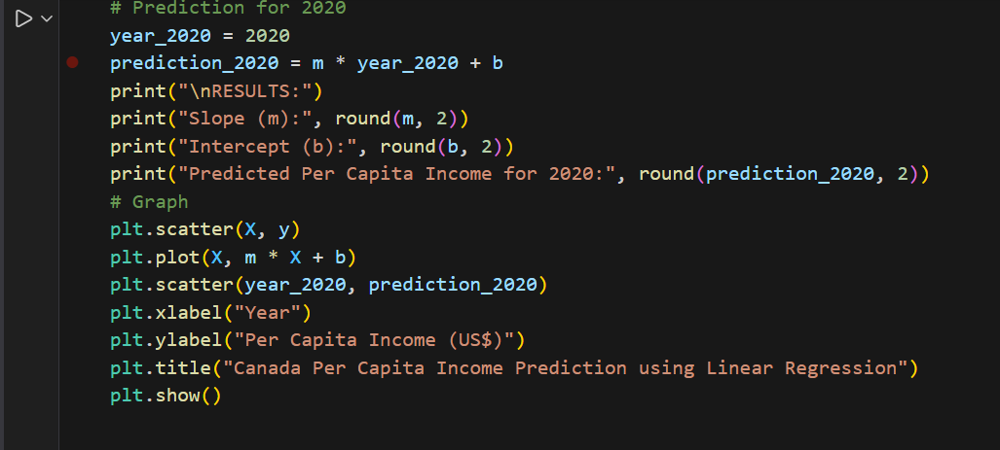 # Prediction for 2020
year_2020 = 2020
prediction_2020 = m * year_2020 + b
print("\nRESULTS:")
print("Slope (m):", round(m, 2))
print("Intercept (b):", round(b, 2))
print("Predicted Per Capita Income for 2020:", round(prediction_2020, 2))
# Graph
plt.scatter(X, y)
plt.plot(X, m * X + b)
plt.scatter(year_2020, prediction_2020)
plt.xlabel("Year")
plt.ylabel("Per Capita Income (US$)")
plt.title("Canada Per Capita Income Prediction using Linear Regression")
plt.show()